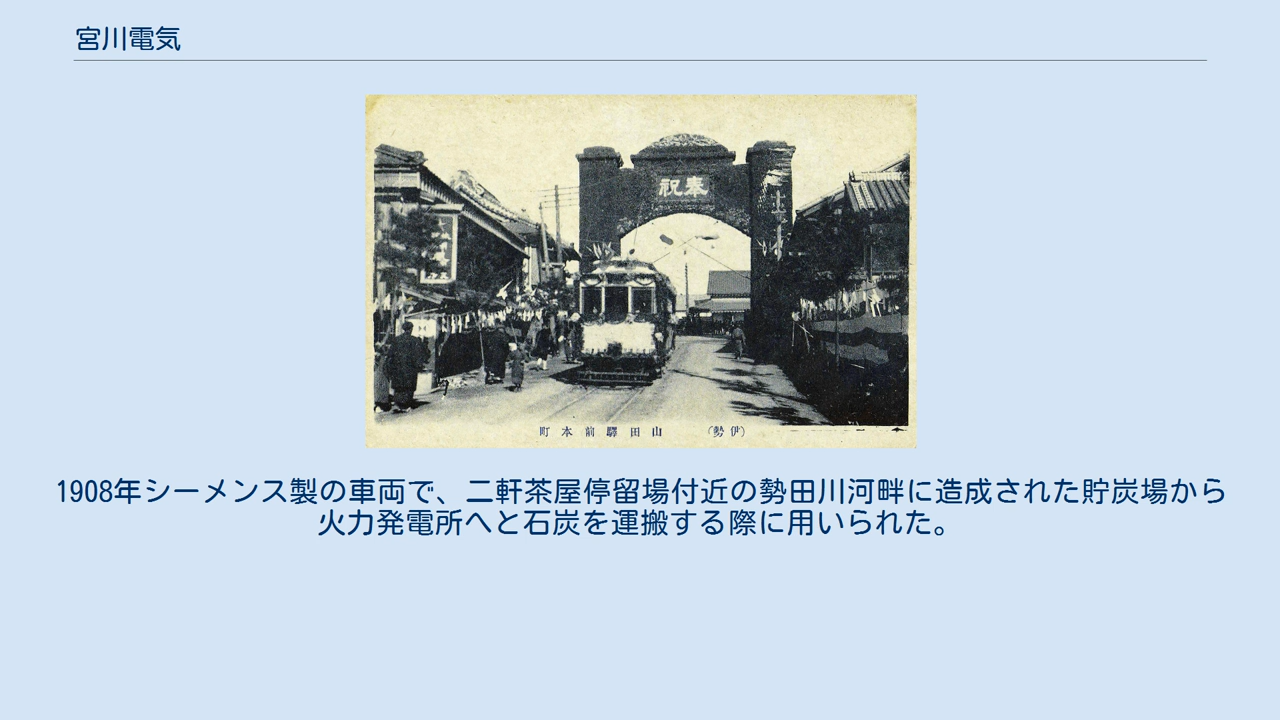 宮川電気
祝奉
町本前驛田山　（勢伊）
1908年シーメンス製の車両で、二軒茶屋停留場付近の勢田川河畔に造成された貯炭場から
火力発電所へと石炭を運搬する際に用いられた。